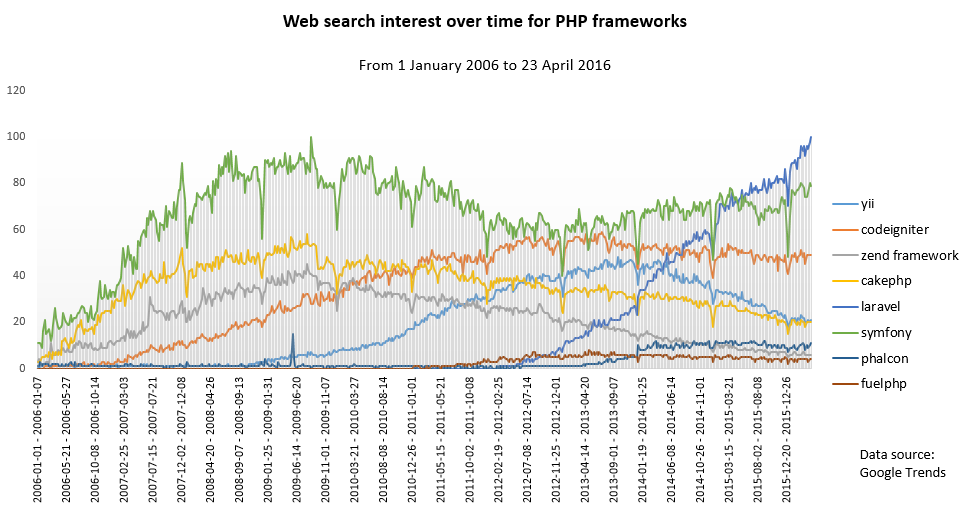 Web search interest over time for PHP frameworks
From 1 January 2006 to 23 April 2016
120
100
80
60
40
20
0
2006-01-01 - 2006-01-07
2006-05-21 - 2006-05-27
2006-10-08 - 2006-10-14
2007-02-25 - 2007-03-03
2007-07-15 - 2007-07-21
2007-12-02 - 2007-12-08
2008-04-20 - 2008-04-26
2008-09-07 - 2008-09-13
2009-01-25 - 2009-01-31
2009-06-14 - 2009-06-20
2009-11-01 - 2009-11-07
2010-03-21 - 2010-03-27
2010-08-08 - 2010-08-14
2010-12-26 - 2011-01-01
2011-05-15 - 2011-05-21
2011-10-02 - 2011-10-08
2012-02-19 - 2012-02-25
2012-07-08 - 2012-07-14
2012-11-25 - 2012-12-01
2013-04-14 - 2013-04-20
2013-09-01 - 2013-09-07
2014-01-19 - 2014-01-25
2014-06-08 - 2014-06-14
2014-10-26 - 2014-11-01
2015-03-15 - 2015-03-21
2015-08-02 - 2015-08-08
2015-12-20 - 2015-12-26
yii
codeigniter
zend framework
cakephp
laravel
symfony
phalcon
fuelphp
Data source:
Google Trends